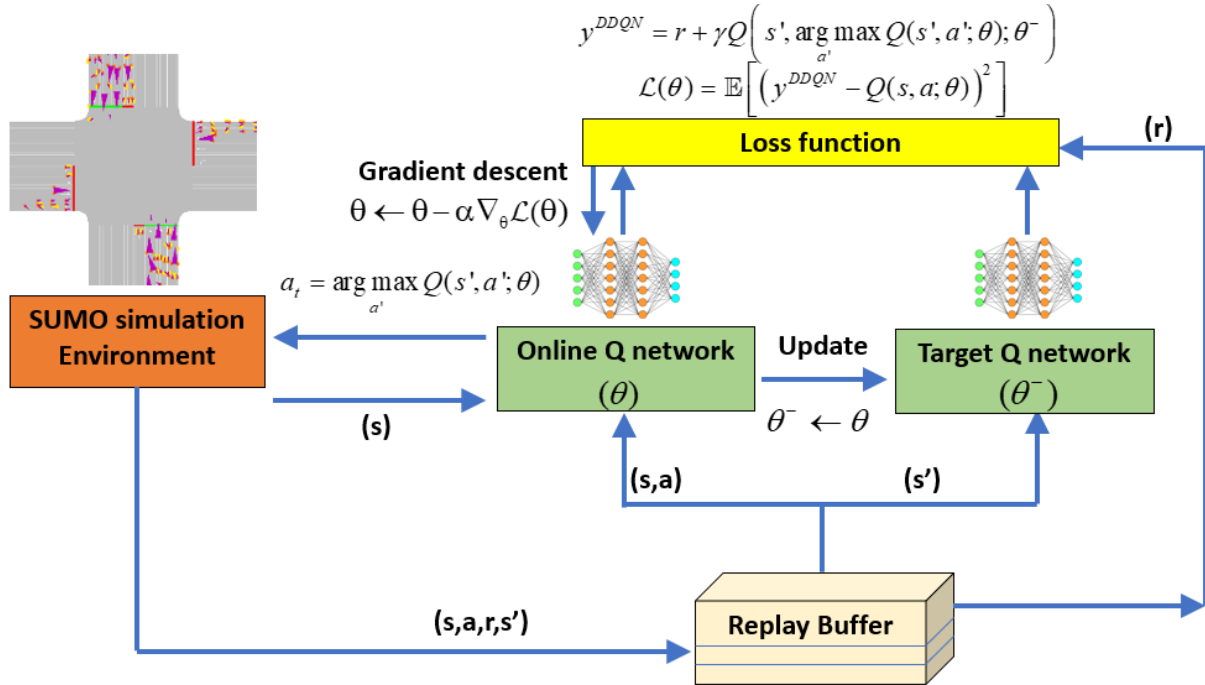 y^{DDQN} = r + γQ(s', arg max_{a'} Q(s', a'; θ); θ^-)
ℒ(θ) = 𝔼[(y^{DDQN} − Q(s, a; θ))^2]
Loss function
(r)
Gradient descent
θ ← θ − α∇_θ ℒ(θ)
a_t = arg max_{a'} Q(s', a'; θ)
SUMO simulation
Environment
Online Q network
(θ)
Update
θ^- ← θ
Target Q network
(θ^-)
(s)
(s,a)
(s’)
(s,a,r,s’)
Replay Buffer